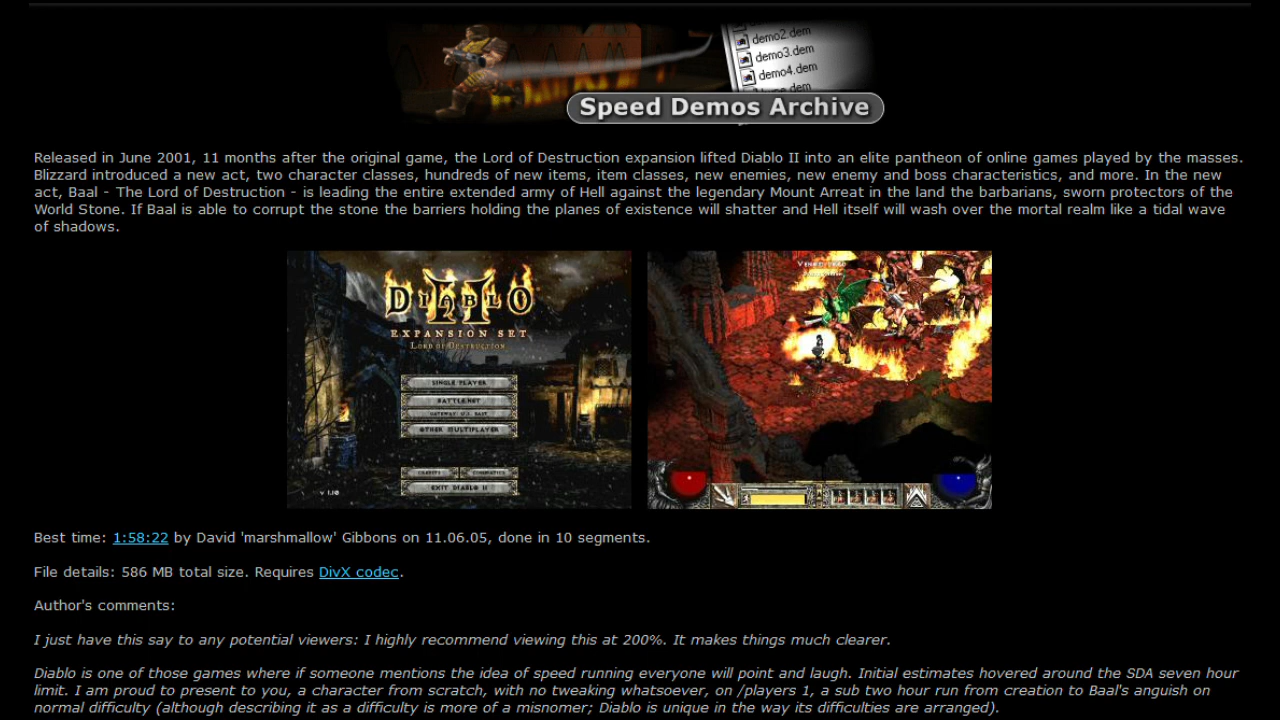 demo2.dem
demo3.dem
demo4.dem
Speed Demos Archive
Released in June 2001, 11 months after the original game, the Lord of Destruction expansion lifted Diablo II into an elite pantheon of online games played by the masses.
Blizzard introduced a new act, two character classes, hundreds of new items, item classes, new enemies, new enemy and boss characteristics, and more. In the new
act, Baal - The Lord of Destruction - is leading the entire extended army of Hell against the legendary Mount Arreat in the land the barbarians, sworn protectors of the
World Stone. If Baal is able to corrupt the stone the barriers holding the planes of existence will shatter and Hell itself will wash over the mortal realm like a tidal wave
of shadows.
DIABLO
II
EXPANSION SET
LORD OF DESTRUCTION
SINGLE PLAYER
BATTLE.NET
GATEWAY: U.S. EAST
OTHER MULTIPLAYER
CREDITS CINEMATICS
EXIT DIABLO II
v 1.10
Best time: 1:58:22 by David 'marshmallow' Gibbons on 11.06.05, done in 10 segments.
File details: 586 MB total size. Requires DivX codec.
Author's comments:
I just have this say to any potential viewers: I highly recommend viewing this at 200%. It makes things much clearer.
Diablo is one of those games where if someone mentions the idea of speed running everyone will point and laugh. Initial estimates hovered around the SDA seven hour
limit. I am proud to present to you, a character from scratch, with no tweaking whatsoever, on /players 1, a sub two hour run from creation to Baal's anguish on
normal difficulty (although describing it as a difficulty is more of a misnomer; Diablo is unique in the way its difficulties are arranged).